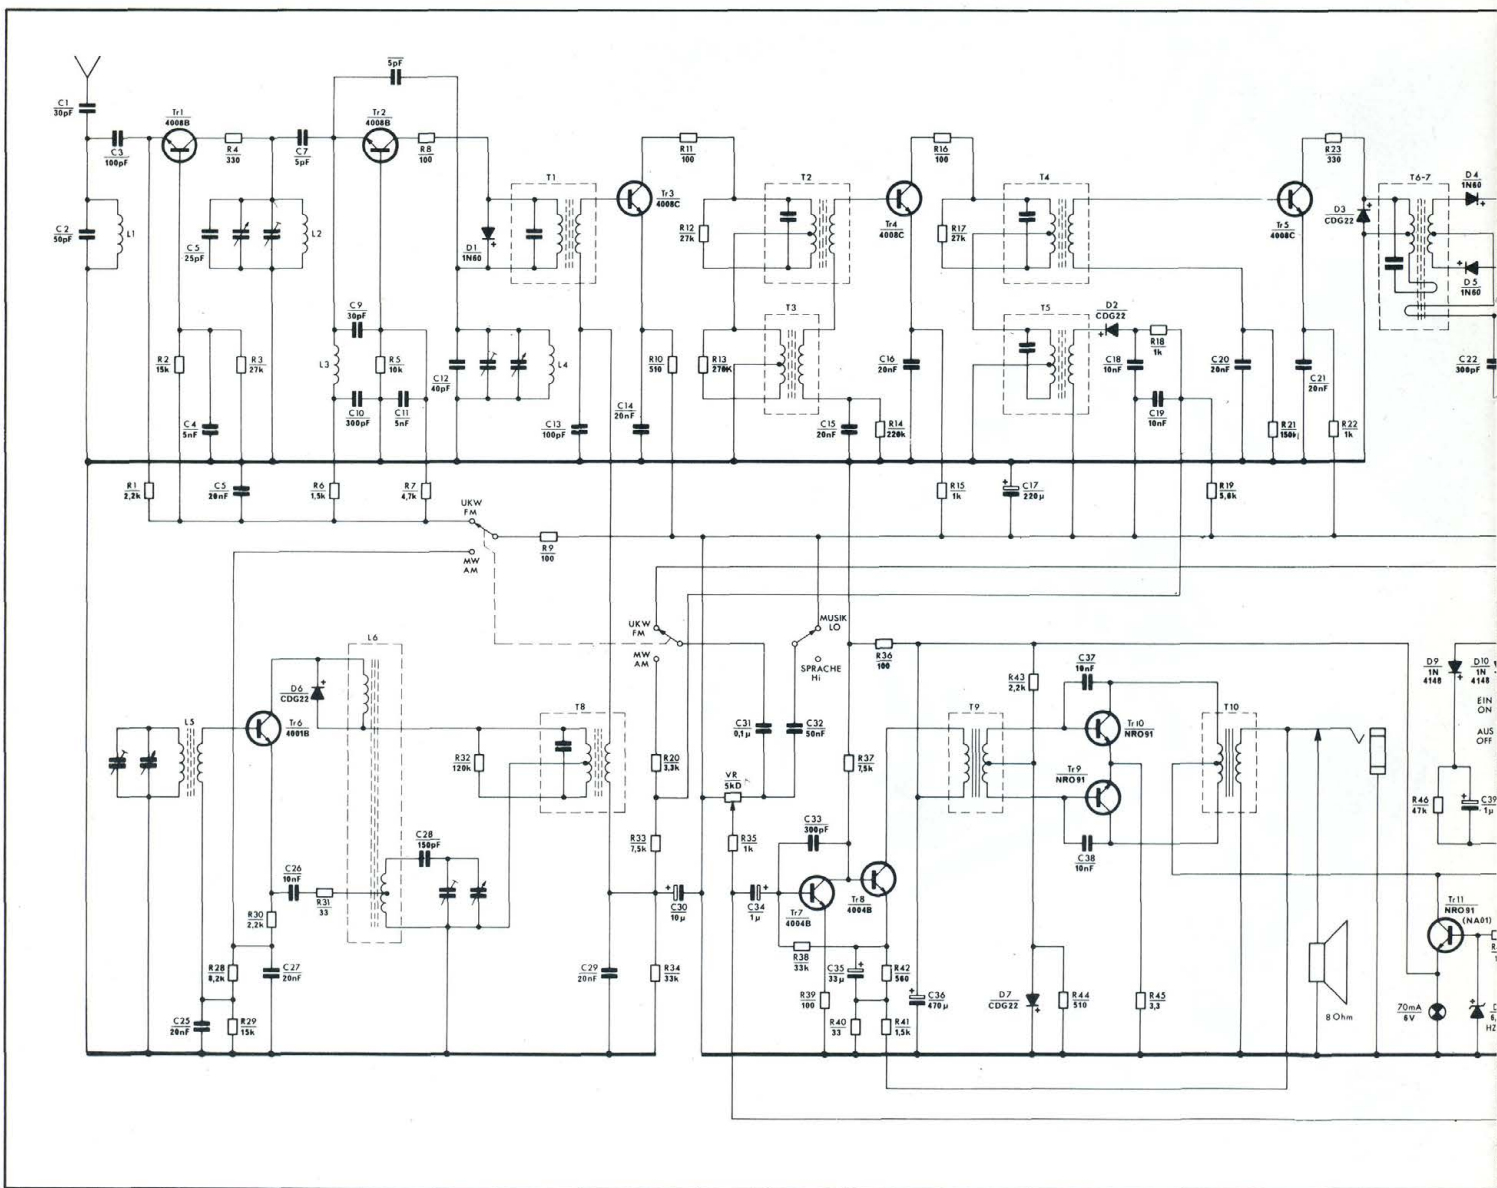 5pF
C1
30pF
Tr1
4008B
Tr2
4008B
C3
100pF
R4
330
C7
5pF
R8
100
R11
100
R16
100
R23
330
T1
T2
T4
T6-7
D4
1N60
Tr3
4008C
Tr4
4008C
Tr5
4008C
D3
CDG22
C2
50pF
L1
C5
25pF
L2
D1
1N60
R12
27k
R17
27k
D5
1N60
C9
30pF
T3
T5
D2
CDG22
R18
1k
R2
15k
R3
27k
L3
R5
10k
C12
40pF
L4
R10
510
R13
270K
C16
20nF
C18
10nF
C20
20nF
C21
20nF
C22
300pF
C4
5nF
C10
300pF
C11
5nF
C13
100pF
C14
20nF
C15
20nF
R14
220k
C19
10nF
R21
150k
R22
1k
R1
2,2k
C5
20nF
R6
1,5k
R7
4,7k
UKW
FM
R15
1k
C17
220µ
R19
5,6k
R9
100
MW
AM
L6
UKW
FM
MUSIK
LO
MW
AM
SPRACHE
Hi
R36
100
C37
10nF
D9
1N
4148
D10
1N
4148
R43
2,2k
D6
CDG22
EIN
ON
L5
Tr6
4001B
T8
T9
T10
Tr10
NRO91
AUS
OFF
C31
0,1µ
C32
50nF
R32
120k
R20
3,3k
R37
7,5k
Tr9
NRO91
VR
5kD
R46
47k
C39
1µ
C28
150pF
R33
7,5k
R35
1k
C33
300pF
C38
10nF
C26
10nF
R31
33
C30
10µ
C34
1µ
Tr7
4004B
Tr8
4004B
Tr11
NRO91
(NA01)
R30
2,2k
R28
8,2k
C27
20nF
C29
20nF
R34
33k
R38
33k
C35
33µ
R42
560
R39
100
C36
470µ
D7
CDG22
R44
510
R45
3,3
C25
20nF
R29
15k
R40
33
R41
1,5k
8 Ohm
70mA
6V
HZ